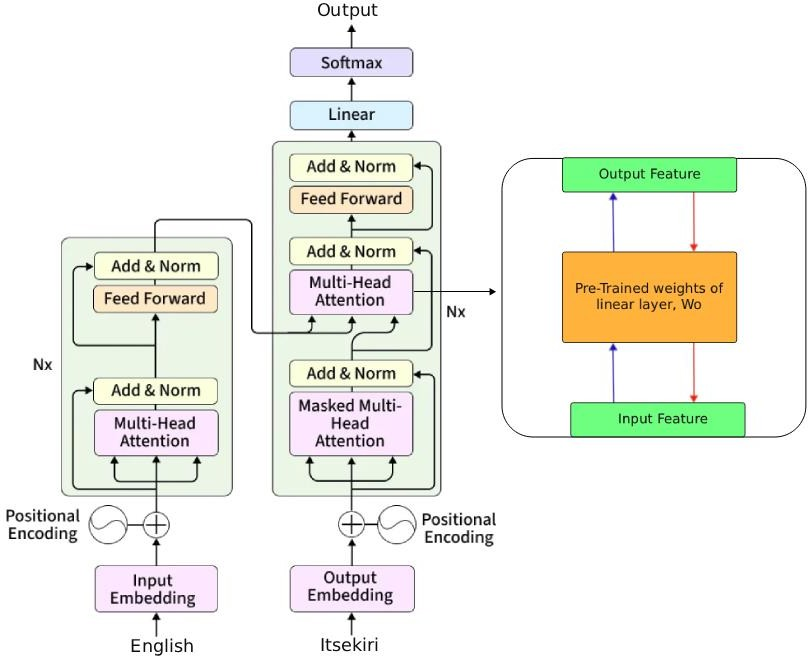 Output
Softmax
Linear
Add & Norm
Feed Forward
Add & Norm
Multi-Head
Attention
Nx
Add & Norm
Masked Multi-
Head
Attention
Positional
Encoding
Output
Embedding
Itsekiri
Add & Norm
Feed Forward
Nx
Add & Norm
Multi-Head
Attention
Positional
Encoding
Input
Embedding
English
Output Feature
Pre-Trained weights of
linear layer, Wo
Input Feature